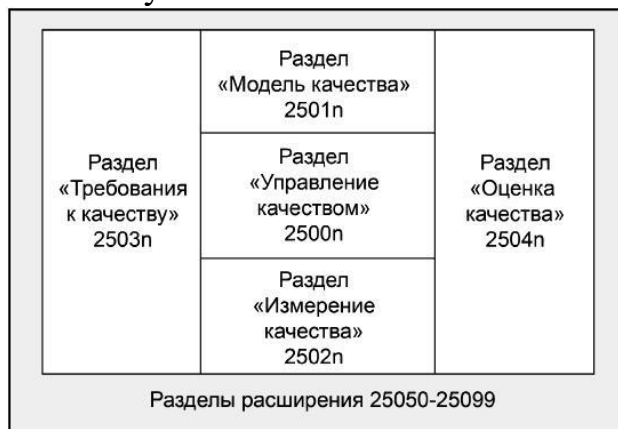 Раздел
«Модель качества»
2501n
Раздел
«Требования
к качеству»
2503n
Раздел
«Управление
качеством»
2500n
Раздел
«Оценка
качества»
2504n
Раздел
«Измерение
качества»
2502n
Разделы расширения 25050-25099